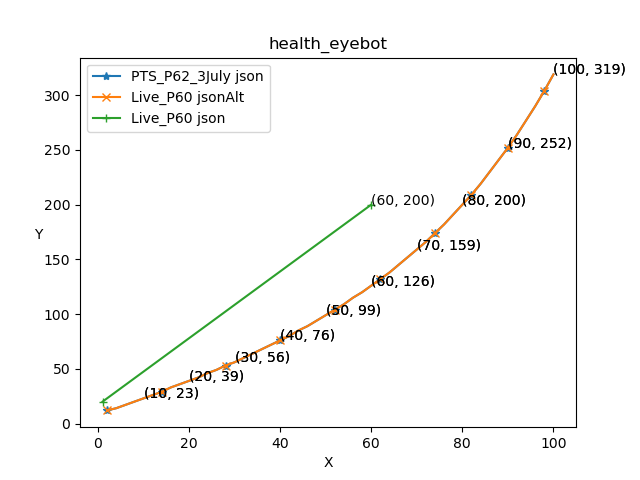 health_eyebot
PTS_P62_3July json
Live_P60 jsonAlt
Live_P60 json
(100, 319)
(90, 252)
(60, 200)
(80, 200)
(70, 159)
(60, 126)
(50, 99)
(40, 76)
(30, 56)
(20, 39)
(10, 23)
Y
300
250
200
150
100
50
0
0 20 40 60 80 100
X